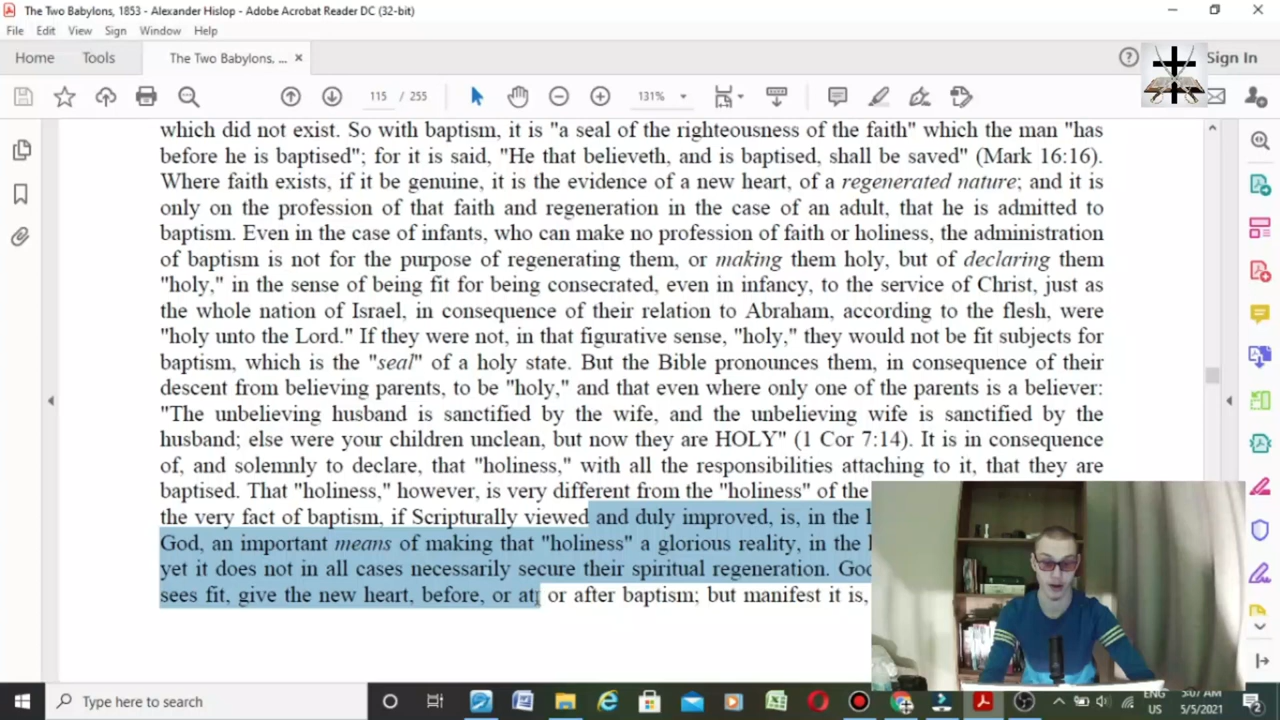 The Two Babylons, 1853 - Alexander Hislop - Adobe Acrobat Reader DC (32-bit)
File Edit View Sign Window Help
Home Tools The Two Babylons, ... × Sign In
115 / 255 131%
which did not exist. So with baptism, it is "a seal of the righteousness of the faith" which the man "has
before he is baptised"; for it is said, "He that believeth, and is baptised, shall be saved" (Mark 16:16).
Where faith exists, if it be genuine, it is the evidence of a new heart, of a regenerated nature; and it is
only on the profession of that faith and regeneration in the case of an adult, that he is admitted to
baptism. Even in the case of infants, who can make no profession of faith or holiness, the administration
of baptism is not for the purpose of regenerating them, or making them holy, but of declaring them
"holy," in the sense of being fit for being consecrated, even in infancy, to the service of Christ, just as
the whole nation of Israel, in consequence of their relation to Abraham, according to the flesh, were
"holy unto the Lord." If they were not, in that figurative sense, "holy," they would not be fit subjects for
baptism, which is the "seal" of a holy state. But the Bible pronounces them, in consequence of their
descent from believing parents, to be "holy," and that even where only one of the parents is a believer:
"The unbelieving husband is sanctified by the wife, and the unbelieving wife is sanctified by the
husband; else were your children unclean, but now they are HOLY" (1 Cor 7:14). It is in consequence
of, and solemnly to declare, that "holiness," with all the responsibilities attaching to it, that they are
baptised. That "holiness," however, is very different from the "holiness" of the
the very fact of baptism, if Scripturally viewed and duly improved, is, in the
God, an important means of making that "holiness" a glorious reality, in the
yet it does not in all cases necessarily secure their spiritual regeneration.
sees fit, give the new heart, before, or at, or after baptism; but manifest it is,
Type here to search
ENG 5:07 AM
US 5/5/2021
2